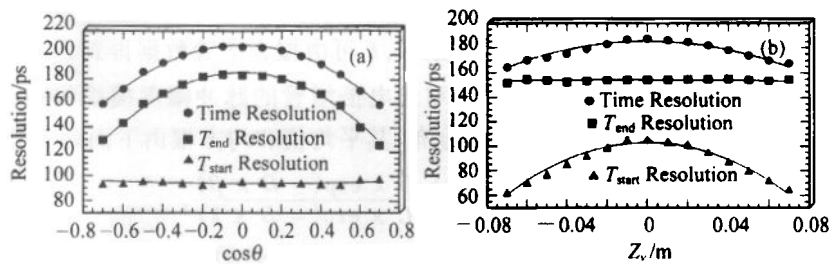 220
200
180
160
140
120
100
80
Resolution/ps
(a)
Time Resolution
T_end Resolution
T_start Resolution
−0.8 −0.6 −0.4 −0.2 0 0.2 0.4 0.6 0.8
cosθ
200
180
160
140
120
100
80
60
Resolution/ps
(b)
Time Resolution
T_end Resolution
T_start Resolution
−0.08 −0.04 0 0.04 0.08
Z_v/m